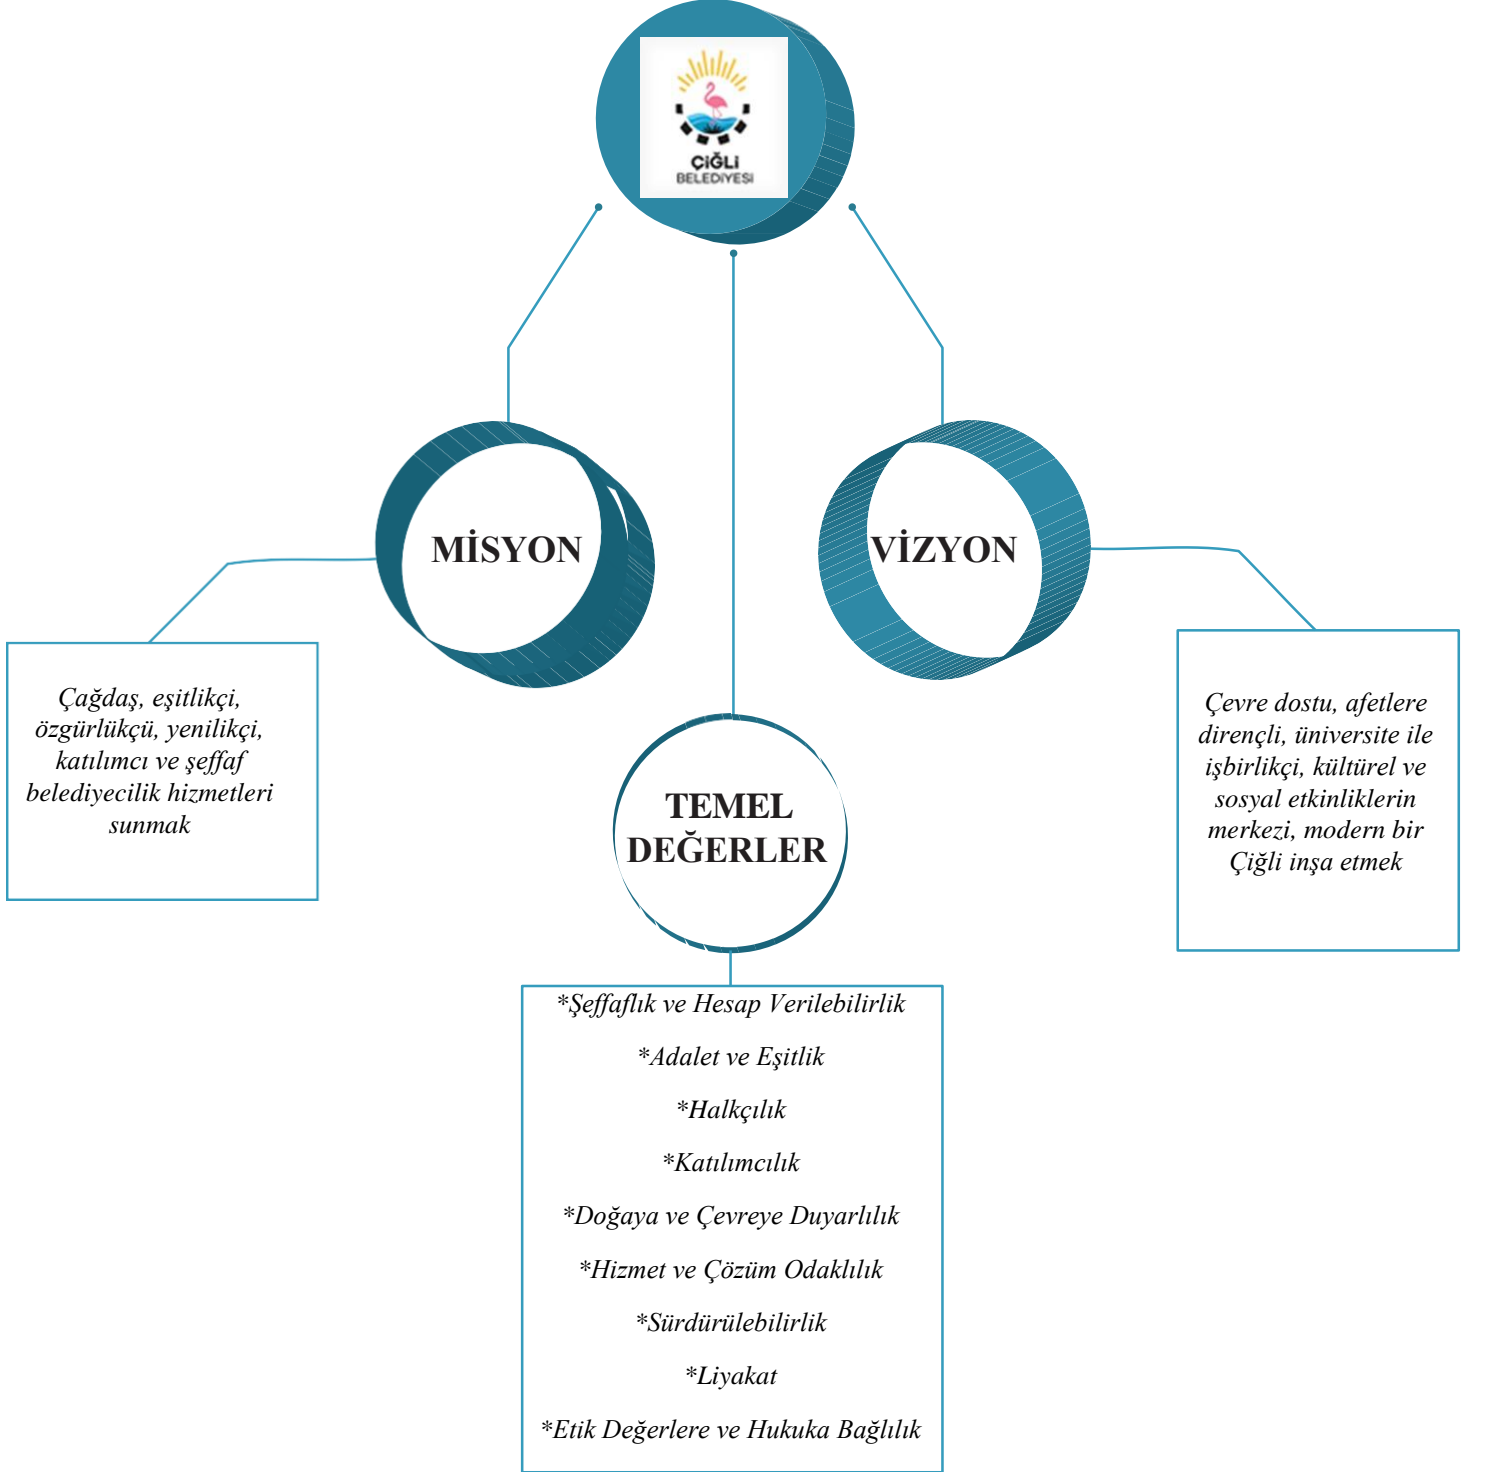 ÇİĞLİ
BELEDİYESİ
MİSYON
VİZYON
Çağdaş, eşitlikçi,
özgürlükçü, yenilikçi,
katılımcı ve şeffaf
belediyecilik hizmetleri
sunmak
Çevre dostu, afetlere
dirençli, üniversite ile
işbirlikçi, kültürel ve
sosyal etkinliklerin
merkezi, modern bir
Çiğli inşa etmek
TEMEL
DEĞERLER
*Şeffaflık ve Hesap Verilebilirlik
*Adalet ve Eşitlik
*Halkçılık
*Katılımcılık
*Doğaya ve Çevreye Duyarlılık
*Hizmet ve Çözüm Odaklılık
*Sürdürülebilirlik
*Liyakat
*Etik Değerlere ve Hukuka Bağlılık